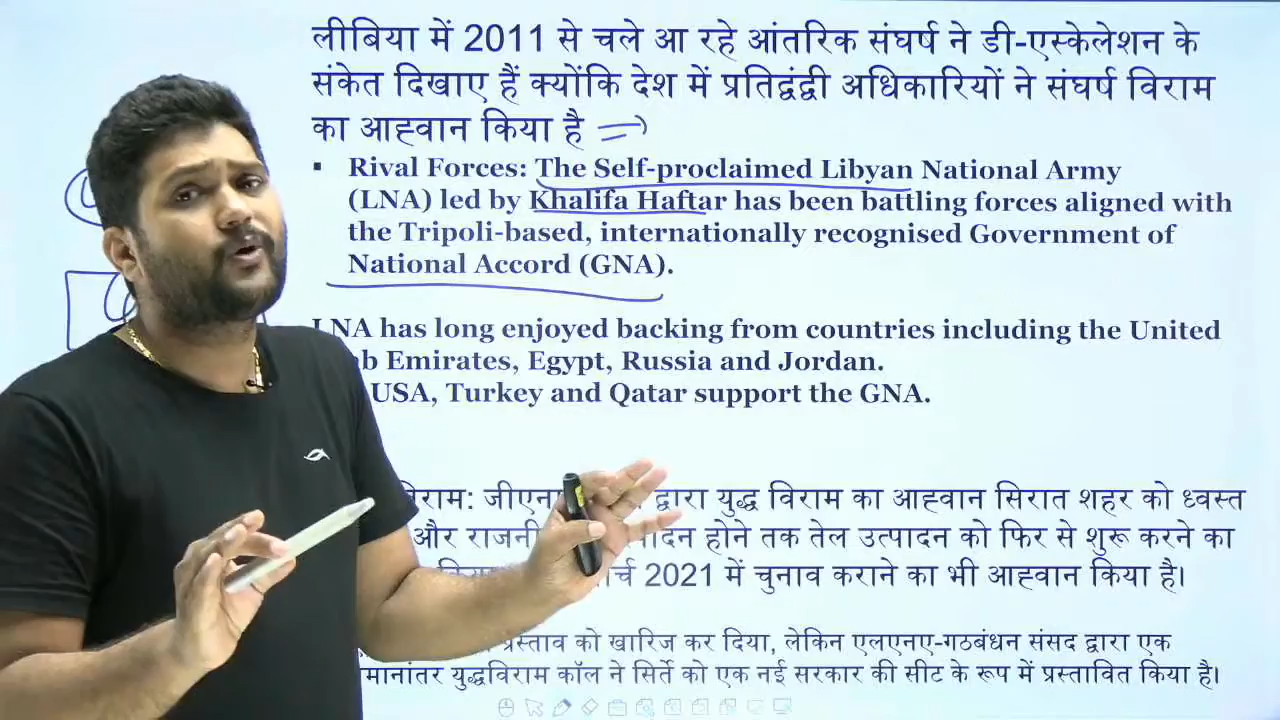 लीबिया में 2011 से चले आ रहे आंतरिक संघर्ष ने डी-एस्केलेशन के
संकेत दिखाए हैं क्योंकि देश में प्रतिद्वंद्वी अधिकारियों ने संघर्ष विराम
का आह्वान किया है
▪ Rival Forces: The Self-proclaimed Libyan National Army
(LNA) led by Khalifa Haftar has been battling forces aligned with
the Tripoli-based, internationally recognised Government of
National Accord (GNA).
LNA has long enjoyed backing from countries including the United
Emirates, Egypt, Russia and Jordan.
USA, Turkey and Qatar support the GNA.
द्वारा युद्ध विराम का आह्वान सिरात शहर को ध्वस्त
और होने तक तेल उत्पादन को फिर से शुरू करने का
2021 में चुनाव कराने का भी आह्वान किया है।
प्रस्ताव को खारिज कर दिया, लेकिन एलएनए-गठबंधन संसद द्वारा एक
युद्धविराम कॉल ने सिर्ते को एक नई सरकार की सीट के रूप में प्रस्तावित किया है।